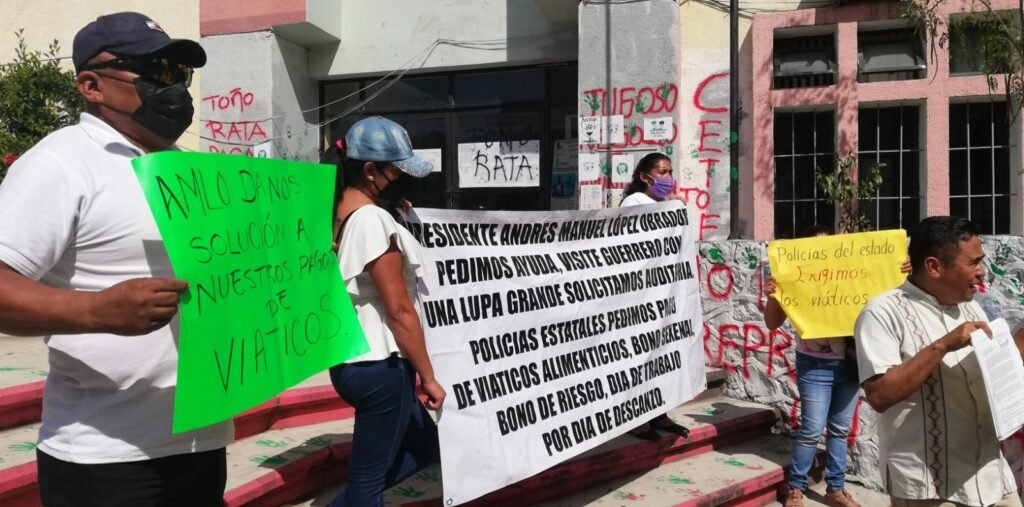 AMLO DANOS
SOLUCIÓN A
NUESTROS PAGOS
DE
VIATICOS.
TOÑO
RATA
RATA
PRESIDENTE ANDRÉS MANUEL LÓPEZ OBRADOR
PEDIMOS AYUDA, VISITE GUERRERO CON
UNA LUPA GRANDE SOLICITAMOS AUDITARIA
POLICIAS ESTATALES PEDIMOS PAGO
DE VIATICOS ALIMENTICIOS, BONO SEMENAL
BONO DE RIESGO, DIA DE TRABAJO
POR DIA DE DESCANZO.
Policias del estado
Exigimos
los viáticos